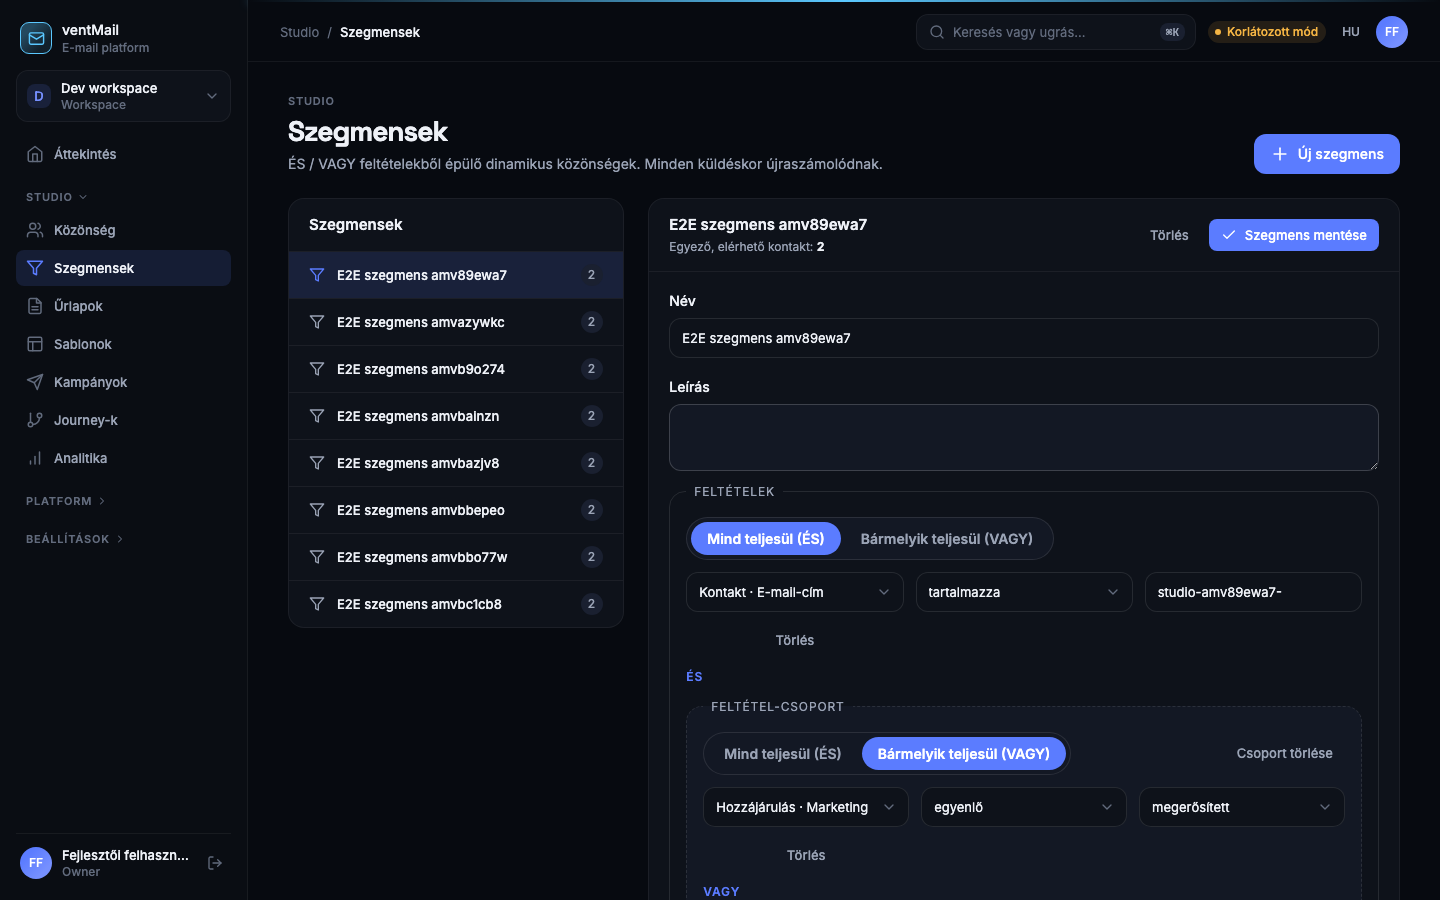 ventMail
E-mail platform
D
Dev workspace
Workspace
Áttekintés
STUDIO
Közönség
Szegmensek
Űrlapok
Sablonok
Kampányok
Journey-k
Analitika
PLATFORM
BEÁLLÍTÁSOK
FF
Fejlesztői felhaszn...
Owner
Studio / Szegmensek
Keresés vagy ugrás...
⌘K
Korlátozott mód
HU
FF
STUDIO
Szegmensek
ÉS / VAGY feltételekből épülő dinamikus közönségek. Minden küldéskor újraszámolódnak.
Új szegmens
Szegmensek
E2E szegmens amv89ewa7 2
E2E szegmens amvazywkc 2
E2E szegmens amvb9o274 2
E2E szegmens amvbalnzn 2
E2E szegmens amvbazjv8 2
E2E szegmens amvbbepeo 2
E2E szegmens amvbbo77w 2
E2E szegmens amvbc1cb8 2
E2E szegmens amv89ewa7
Egyező, elérhető kontakt: 2
Törlés
Szegmens mentése
Név
E2E szegmens amv89ewa7
Leírás
FELTÉTELEK
Mind teljesül (ÉS) Bármelyik teljesül (VAGY)
Kontakt · E-mail-cím tartalmazza studio-amv89ewa7-
Törlés
ÉS
FELTÉTEL-CSOPORT
Mind teljesül (ÉS) Bármelyik teljesül (VAGY) Csoport törlése
Hozzájárulás · Marketing egyenlő megerősített
Törlés
VAGY